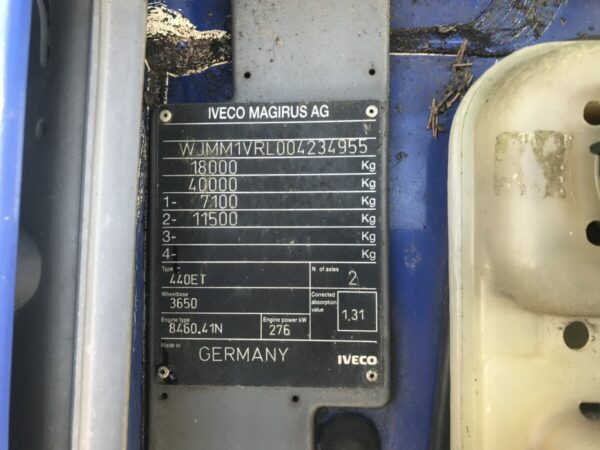 IVECO MAGIRUS AG
WJMM1VRL004234955
18000 Kg
40000 Kg
1- 7100 Kg
2- 11500 Kg
3- Kg
4- Kg
Type
440ET
N of axles
2
Wheelbase
3650
Corrected absorption value
1,31
Engine type
8460.41N
Engine power kW
276
Made in
GERMANY
IVECO